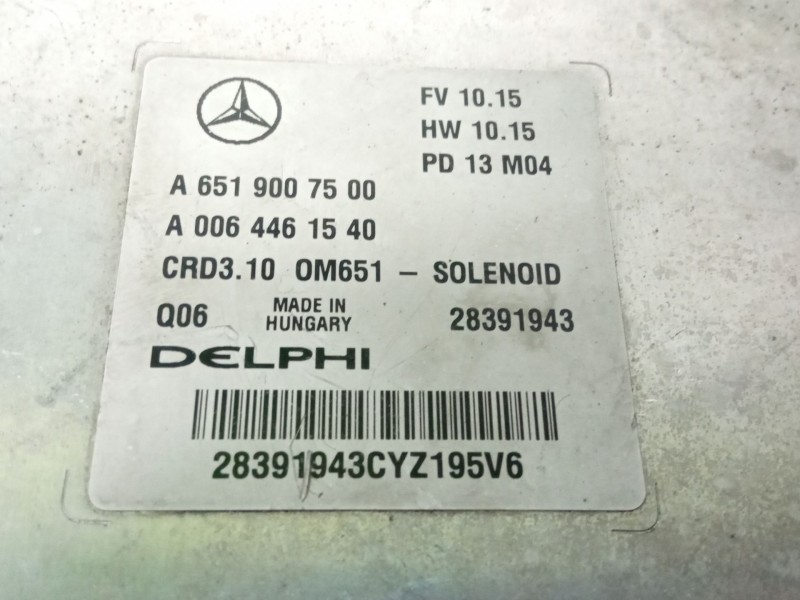 FV 10.15
HW 10.15
PD 13 M04
A 651 900 75 00
A 006 446 15 40
CRD3.10 OM651 – SOLENOID
Q06 MADE IN HUNGARY 28391943
DELPHI
28391943CYZ195V6